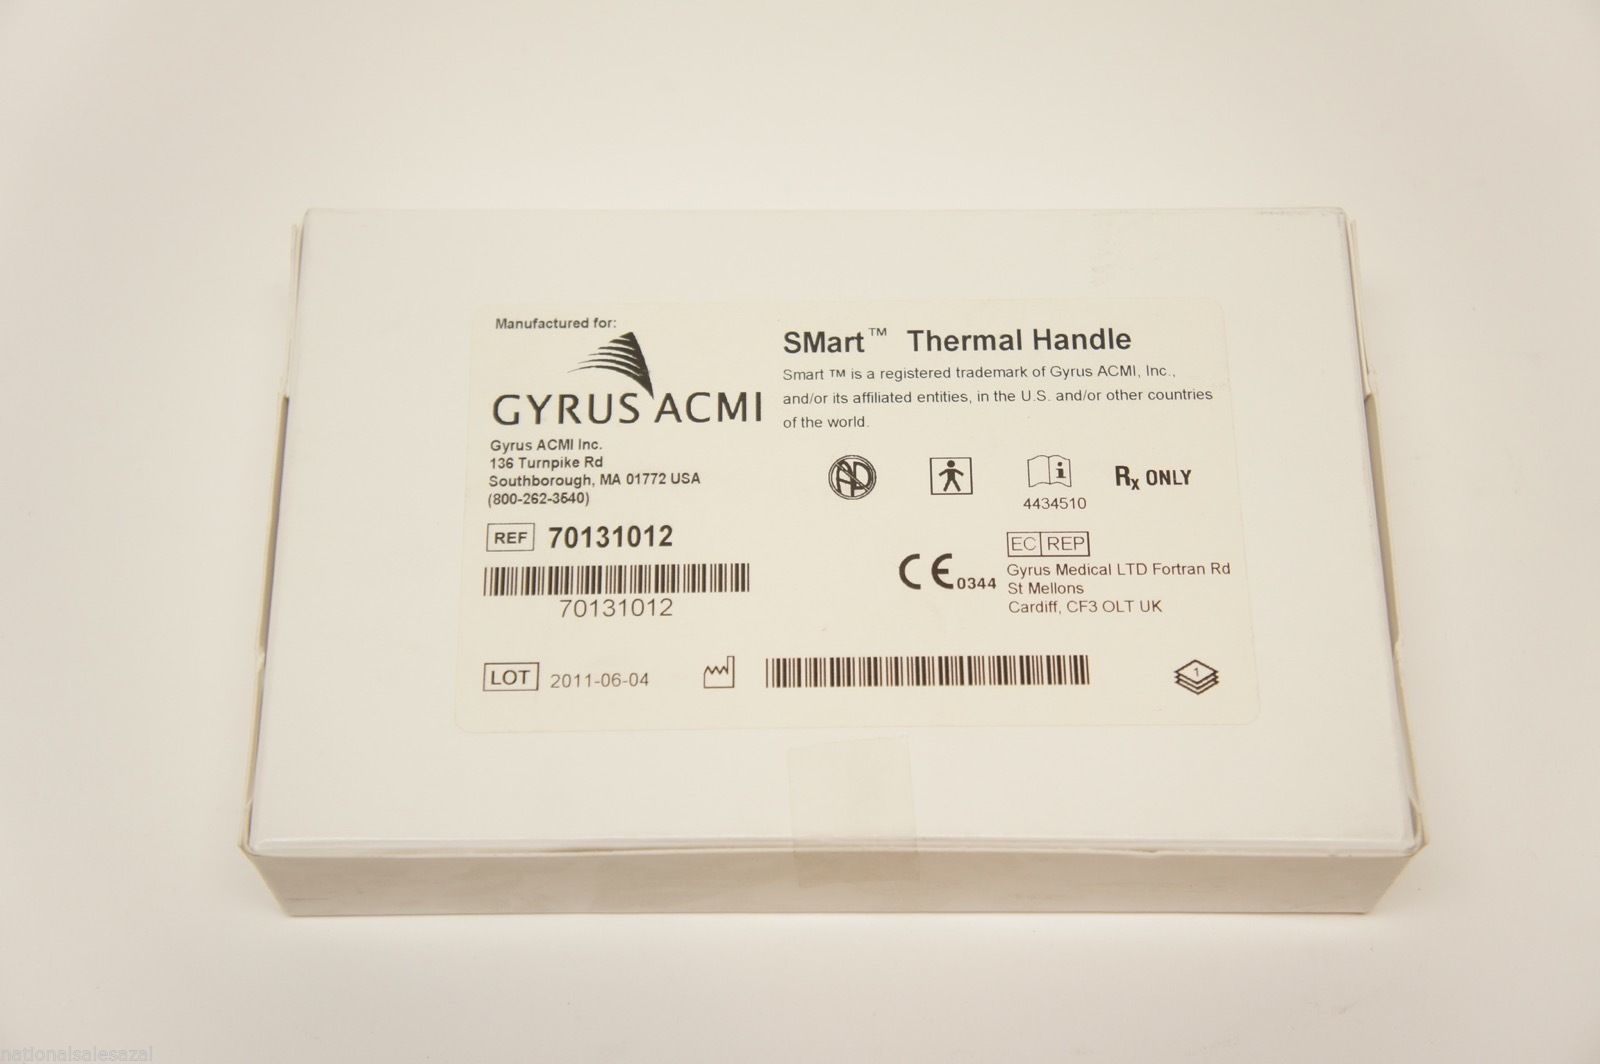 Manufactured for:
GYRUS ACMI
Gyrus ACMI Inc.
136 Turnpike Rd
Southborough, MA 01772 USA
(800-262-3540)
REF 70131012
70131012
LOT 2011-06-04
SMart™ Thermal Handle
Smart ™ is a registered trademark of Gyrus ACMI, Inc.,
and/or its affiliated entities, in the U.S. and/or other countries
of the world.
i
4434510
Rx ONLY
CE 0344
EC REP
Gyrus Medical LTD Fortran Rd
St Mellons
Cardiff, CF3 OLT UK
1
nationalsalesazal